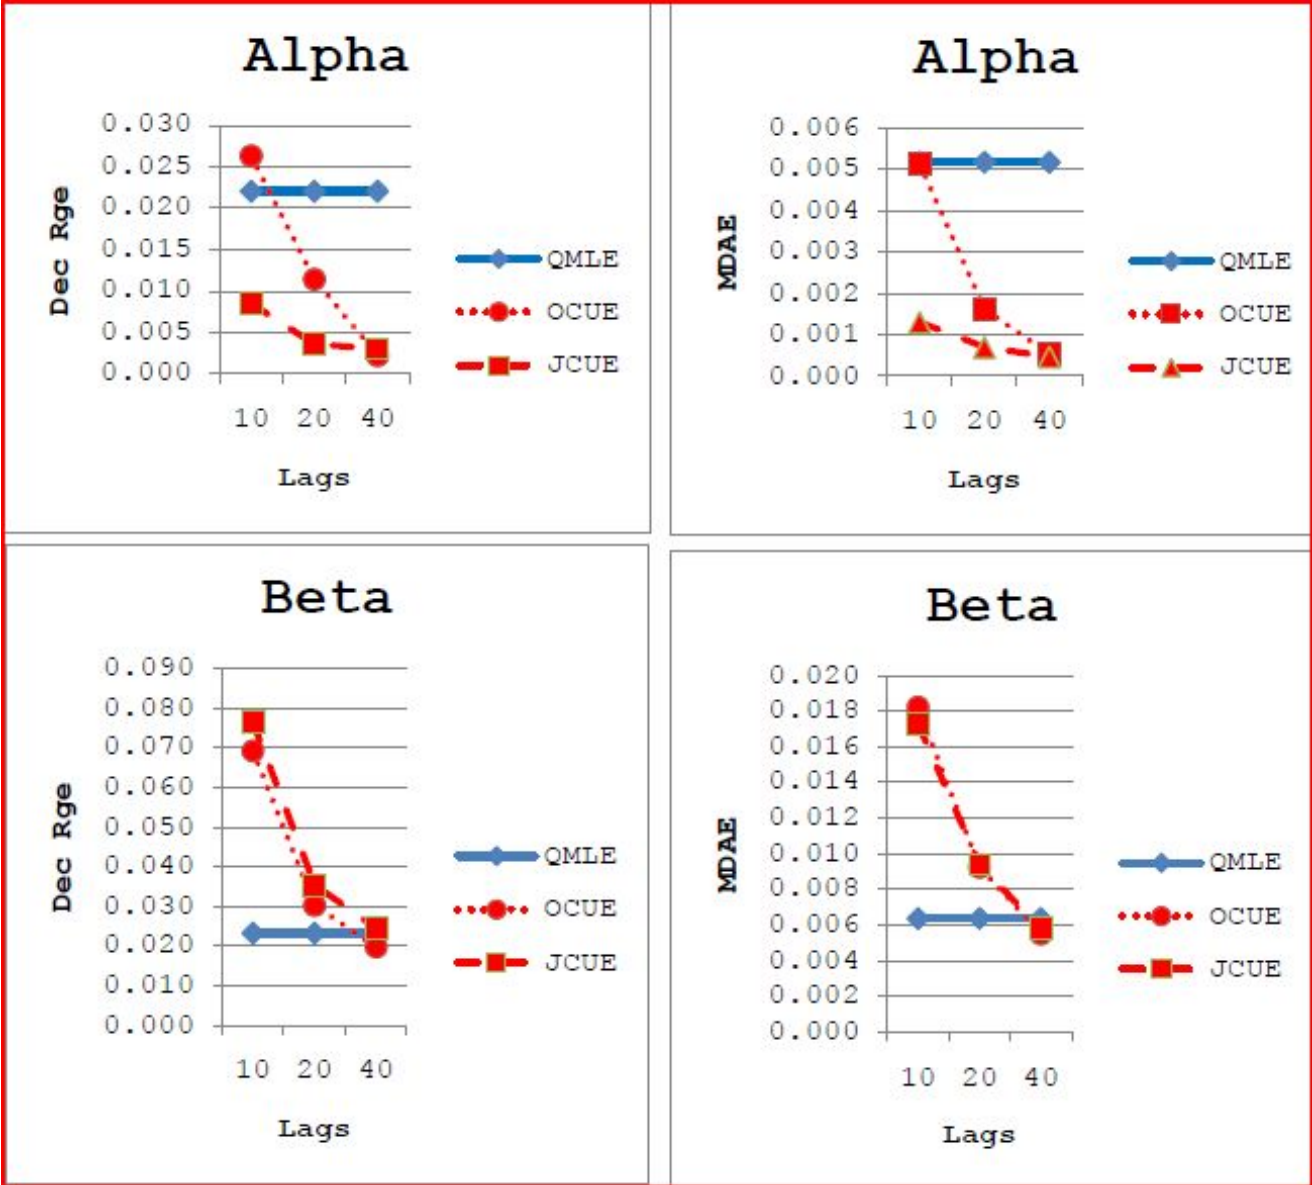 Alpha
0.030
0.025
0.020
0.015
0.010
0.005
0.000
Dec Rge
10 20 40
Lags
QMLE
OCUE
JCUE
Alpha
0.006
0.005
0.004
0.003
0.002
0.001
0.000
MDAE
10 20 40
Lags
QMLE
OCUE
JCUE
Beta
0.090
0.080
0.070
0.060
0.050
0.040
0.030
0.020
0.010
0.000
Dec Rge
10 20 40
Lags
QMLE
OCUE
JCUE
Beta
0.020
0.018
0.016
0.014
0.012
0.010
0.008
0.006
0.004
0.002
0.000
MDAE
10 20 40
Lags
QMLE
OCUE
JCUE